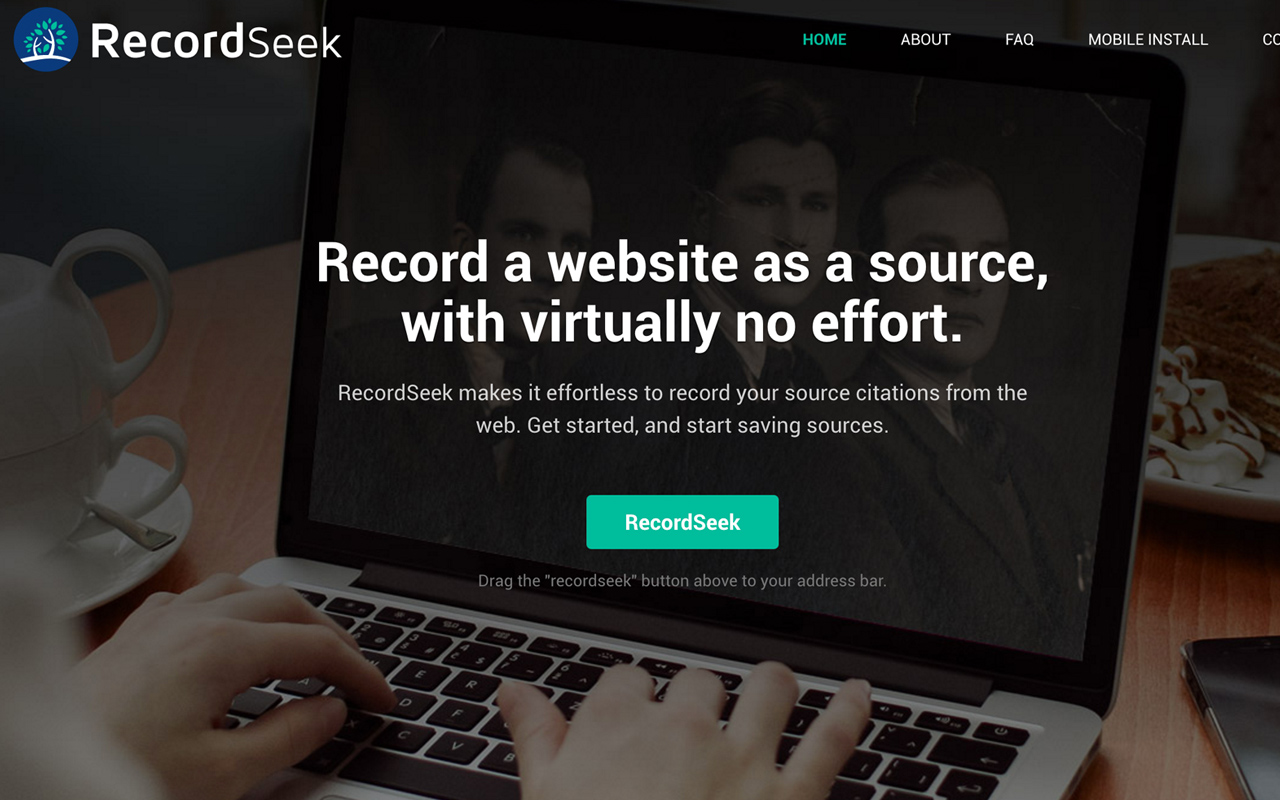 RecordSeek
HOME
ABOUT
FAQ
MOBILE INSTALL
Record a website as a source,
with virtually no effort.
RecordSeek makes it effortless to record your source citations from the
web. Get started, and start saving sources.
RecordSeek
Drag the "recordseek" button above to your address bar.